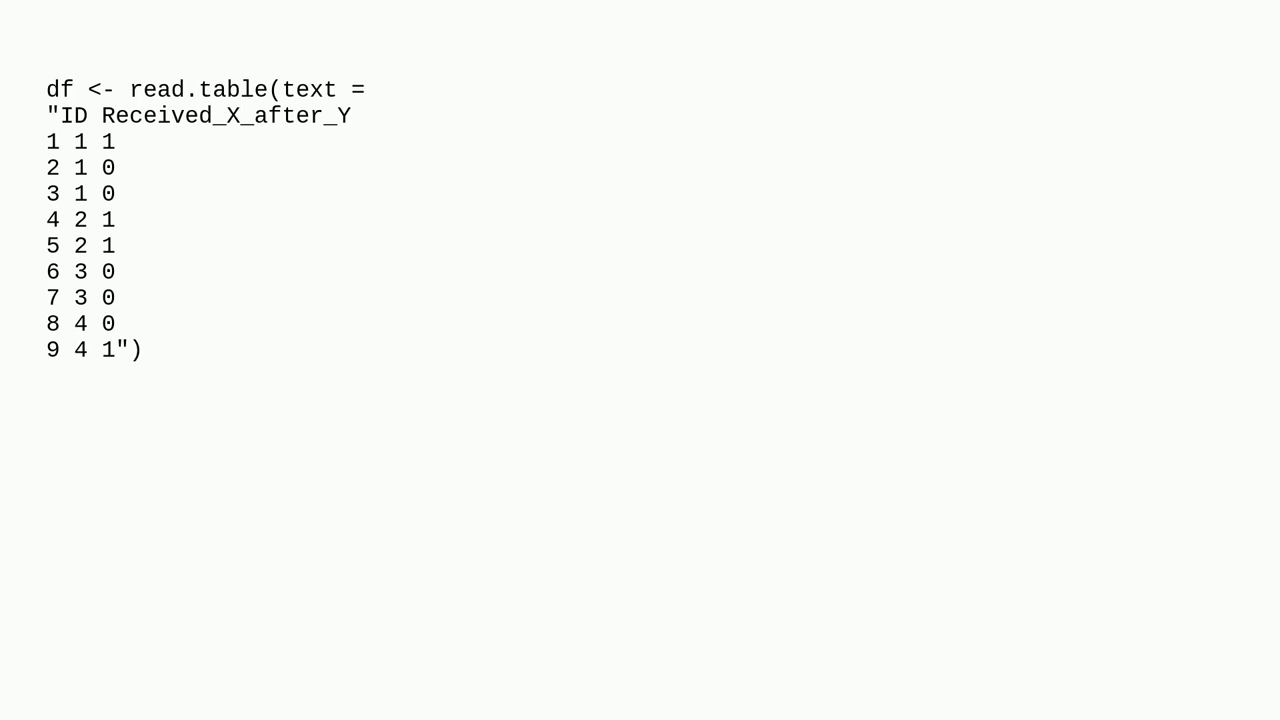 df <- read.table(text =
"ID Received_X_after_Y
1 1 1
2 1 0
3 1 0
4 2 1
5 2 1
6 3 0
7 3 0
8 4 0
9 4 1")